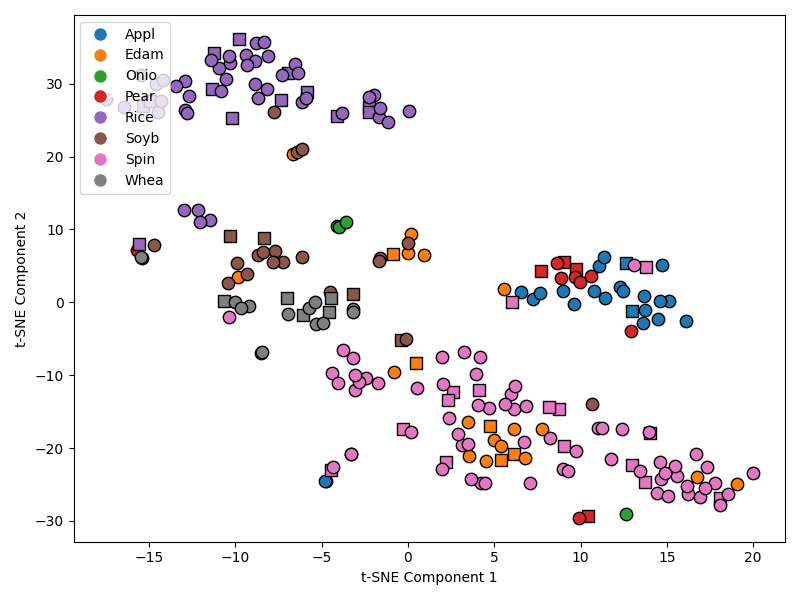 Appl
Edam
Onio
Pear
Rice
Soyb
Spin
Whea
30
20
10
0
−10
−20
−30
−15
−10
−5
0
5
10
15
20
t-SNE Component 1
t-SNE Component 2